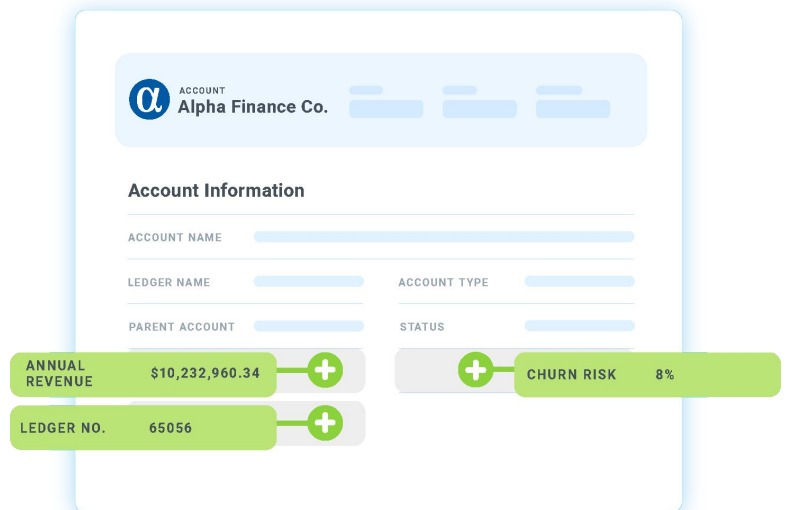 α
ACCOUNT
Alpha Finance Co.
Account Information
ACCOUNT NAME
LEDGER NAME
ACCOUNT TYPE
PARENT ACCOUNT
STATUS
ANNUAL
REVENUE
$10,232,960.34
CHURN RISK 8%
LEDGER NO. 65056